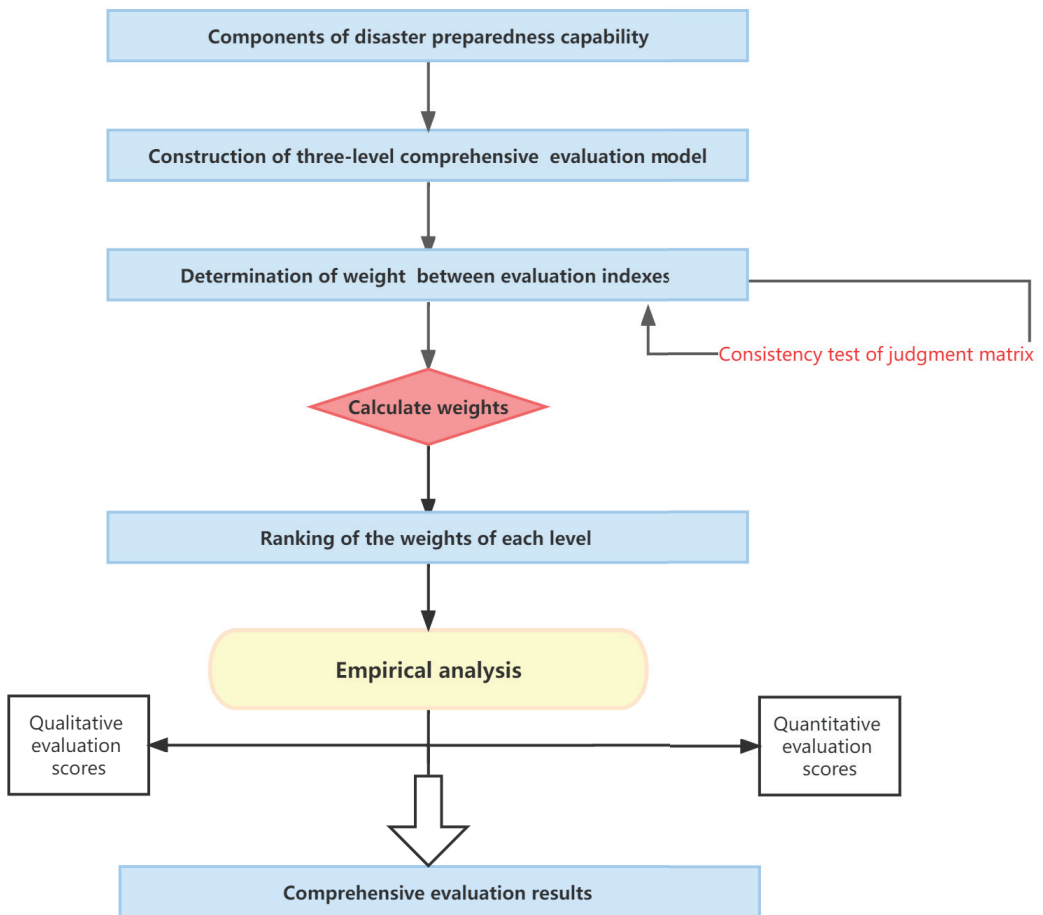 Components of disaster preparedness capability
Construction of three-level comprehensive evaluation model
Determination of weight between evaluation indexes
Consistency test of judgment matrix
Calculate weights
Ranking of the weights of each level
Empirical analysis
Qualitative
evaluation
scores
Quantitative
evaluation
scores
Comprehensive evaluation results